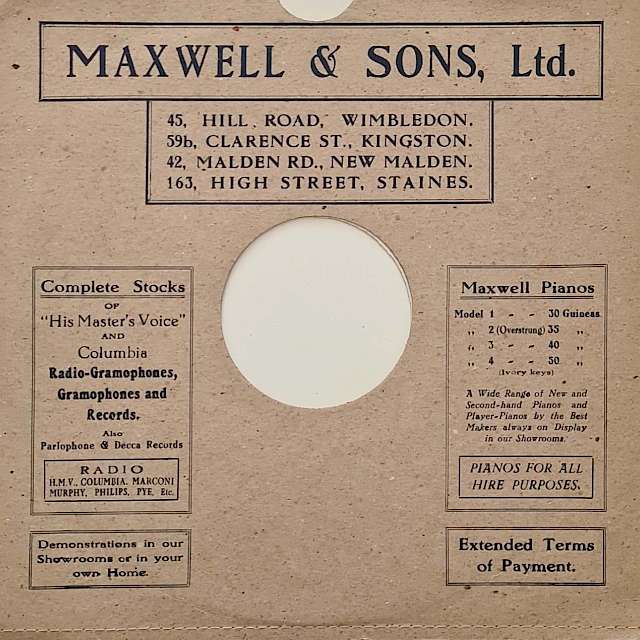 MAXWELL & SONS, Ltd.
45, HILL ROAD, WIMBLEDON.
59b, CLARENCE ST., KINGSTON.
42, MALDEN RD., NEW MALDEN.
163, HIGH STREET, STAINES.
Complete Stocks
OF
"His Master's Voice"
AND
Columbia
Radio-Gramophones,
Gramophones and
Records.
Also
Parlophone & Decca Records
RADIO
H.M.V., COLUMBIA, MARCONI
MURPHY, PHILIPS, PYE, Etc.
Demonstrations in our
Showrooms or in your
own Home.
Maxwell Pianos
Model 1 - - 30 Guineas
„ 2 (Overstrung) 35 „
„ 3 - - 40 „
„ 4 - - 50 „
(Ivory keys)
A Wide Range of New and
Second-hand Pianos and
Player-Pianos by the Best
Makers always on Display
in our Showrooms.
PIANOS FOR ALL
HIRE PURPOSES.
Extended Terms
of Payment.